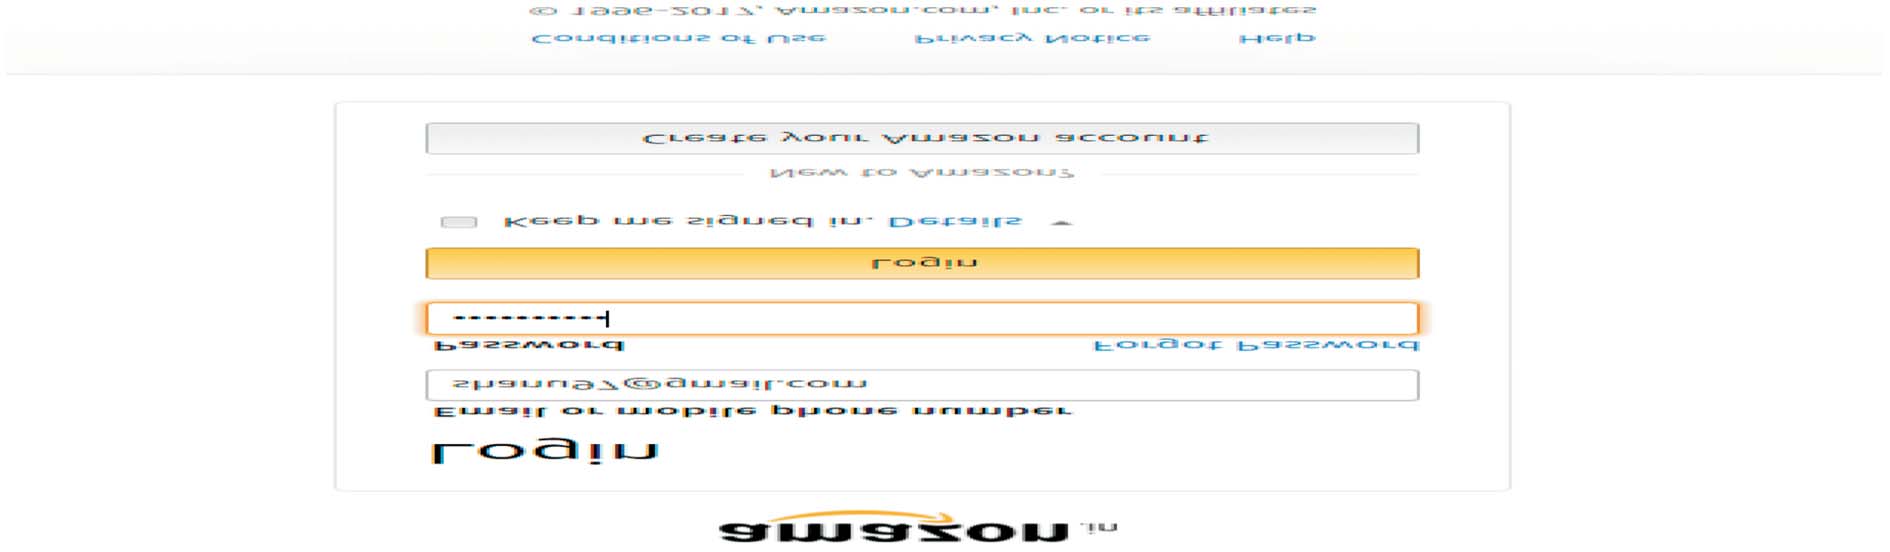 amazon.in
Login
Email or mobile phone number
shanu97@gmail.com
Password Forgot Password
••••••••••
Login
Keep me signed in. Details
New to Amazon?
Create your Amazon account
Conditions of Use Privacy Notice Help
© 1996-2017, Amazon.com, Inc. or its affiliates